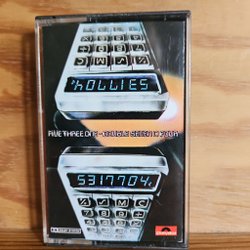 HOLLIES
FIVE THREE ONE - DOUBLE SEVEN O FOUR
5317704